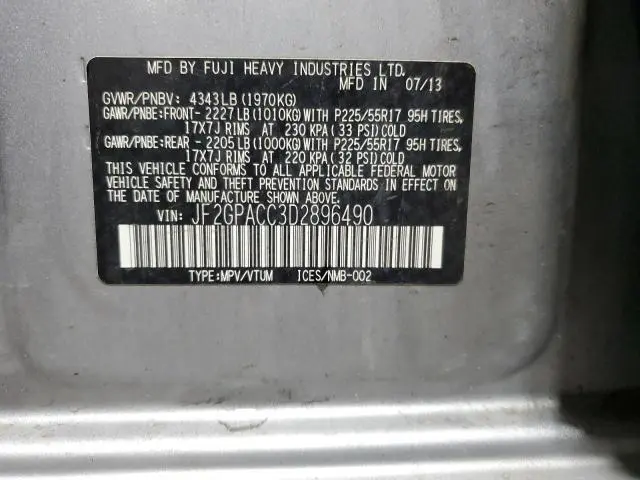 MFD BY FUJI HEAVY INDUSTRIES LTD.
MFD IN 07/13
GVWR/PNBV: 4343LB(1970KG)
GAWR/PNBE:FRONT- 2227LB(1010KG)WITH P225/55R17 95H TIRES,
17X7J RIMS AT 230 KPA(33 PSI)COLD
GAWR/PNBE:REAR - 2205LB(1000KG)WITH P225/55R17 95H TIRES,
17X7J RIMS AT 220 KPA(32 PSI)COLD
THIS VEHICLE CONFORMS TO ALL APPLICABLE FEDERAL MOTOR
VEHICLE SAFETY AND THEFT PREVENTION STANDARDS IN EFFECT
ON THE DATE OF MANUFACTURE SHOWN ABOVE.
VIN: JF2GPACC3D2896490
TYPE:MPV/VTUM ICES/NMB-002